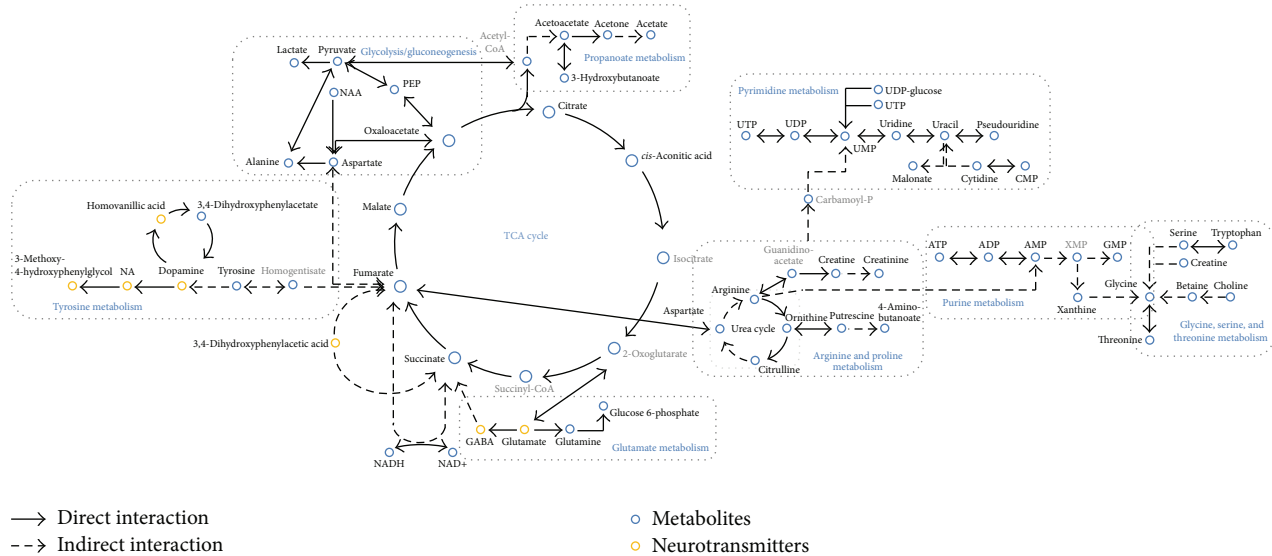 Acetoacetate Acetone Acetate
Acetyl-
CoA
Propanoate metabolism
3-Hydroxybutanoate
Lactate Pyruvate Glycolysis/gluconeogenesis
PEP
NAA
Oxaloacetate
Alanine Aspartate
Citrate
cis-Aconitic acid
Isocitrate
2-Oxoglutarate
Succinyl-CoA
Succinate
Fumarate
Malate
TCA cycle
Pyrimidine metabolism
UDP-glucose
UTP
UTP UDP UMP Uridine Uracil Pseudouridine
Malonate Cytidine CMP
Carbamoyl-P
Homovanillic acid 3,4-Dihydroxyphenylacetate
3-Methoxy-
4-hydroxyphenylglycol NA Dopamine Tyrosine Homogentisate
Tyrosine metabolism
3,4-Dihydroxyphenylacetic acid
NADH NAD+
GABA Glutamate Glutamine
Glucose 6-phosphate
Glutamate metabolism
Guanidino-
acetate Creatine Creatinine
Arginine
Aspartate
Urea cycle
Ornithine Putrescine 4-Amino-
butanoate
Citrulline
Arginine and proline
metabolism
ATP ADP AMP XMP GMP
Purine metabolism
Xanthine
Serine Tryptophan
Creatine
Glycine Betaine Choline
Threonine
Glycine, serine, and
threonine metabolism
Direct interaction
Indirect interaction
Metabolites
Neurotransmitters